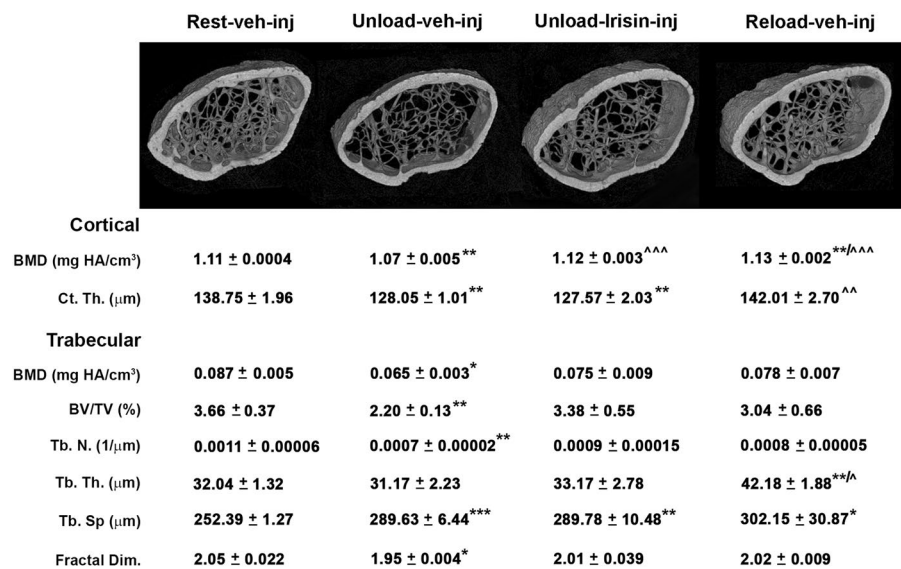 Rest-veh-inj Unload-veh-inj Unload-Irisin-inj Reload-veh-inj
Cortical
BMD (mg HA/cm³) 1.11 ± 0.0004 1.07 ± 0.005** 1.12 ± 0.003^^^ 1.13 ± 0.002**/^^^
Ct. Th. (μm) 138.75 ± 1.96 128.05 ± 1.01** 127.57 ± 2.03** 142.01 ± 2.70^^
Trabecular
BMD (mg HA/cm³) 0.087 ± 0.005 0.065 ± 0.003* 0.075 ± 0.009 0.078 ± 0.007
BV/TV (%) 3.66 ± 0.37 2.20 ± 0.13** 3.38 ± 0.55 3.04 ± 0.66
Tb. N. (1/μm) 0.0011 ± 0.00006 0.0007 ± 0.00002** 0.0009 ± 0.00015 0.0008 ± 0.00005
Tb. Th. (μm) 32.04 ± 1.32 31.17 ± 2.23 33.17 ± 2.78 42.18 ± 1.88**/^
Tb. Sp (μm) 252.39 ± 1.27 289.63 ± 6.44*** 289.78 ± 10.48** 302.15 ± 30.87*
Fractal Dim. 2.05 ± 0.022 1.95 ± 0.004* 2.01 ± 0.039 2.02 ± 0.009